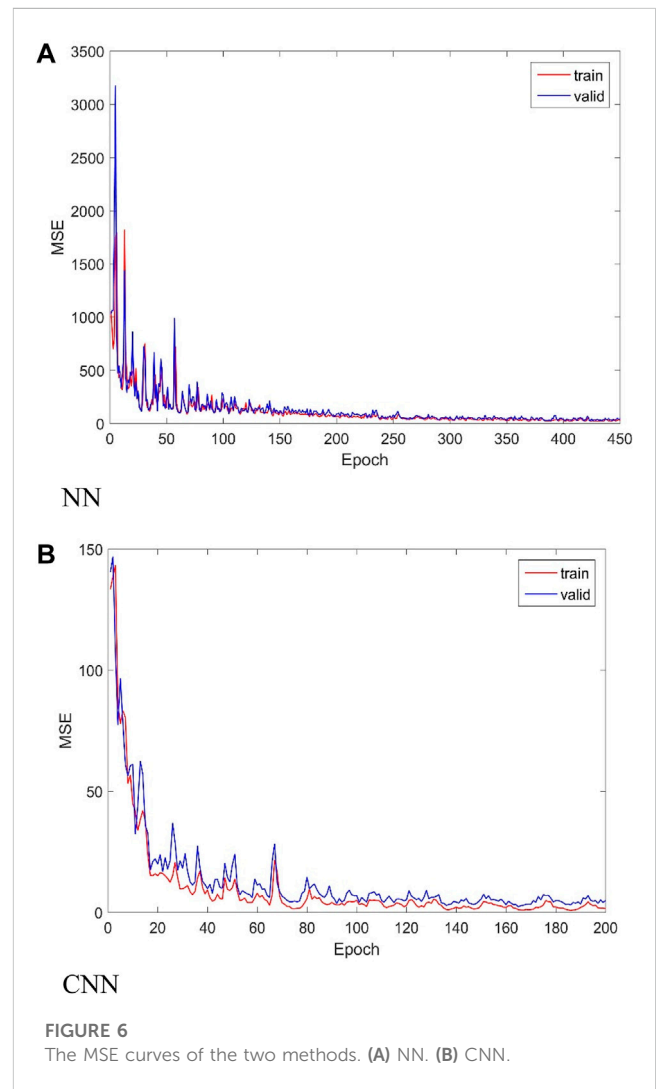 A
3500
3000
2500
2000
1500
1000
500
0
MSE
train
valid
0 50 100 150 200 250 300 350 400 450
Epoch
NN
B
150
100
50
0
MSE
train
valid
0 20 40 60 80 100 120 140 160 180 200
Epoch
CNN
FIGURE 6
The MSE curves of the two methods. (A) NN. (B) CNN.